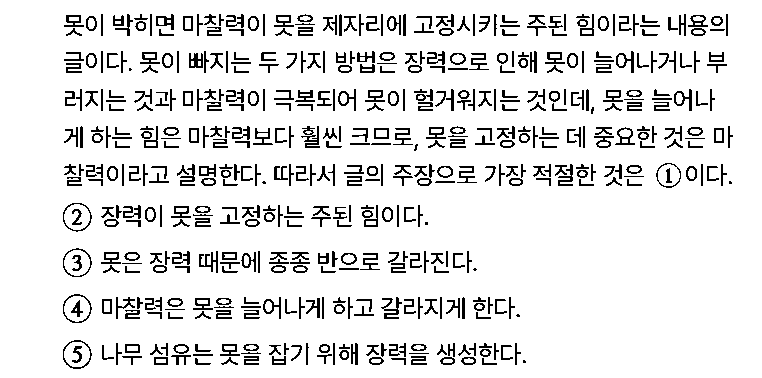 못이 박히면 마찰력이 못을 제자리에 고정시키는 주된 힘이라는 내용의
글이다. 못이 빠지는 두 가지 방법은 장력으로 인해 못이 늘어나거나 부
러지는 것과 마찰력이 극복되어 못이 헐거워지는 것인데, 못을 늘어나
게 하는 힘은 마찰력보다 훨씬 크므로, 못을 고정하는 데 중요한 것은 마
찰력이라고 설명한다. 따라서 글의 주장으로 가장 적절한 것은 ①이다.
② 장력이 못을 고정하는 주된 힘이다.
③ 못은 장력 때문에 종종 반으로 갈라진다.
④ 마찰력은 못을 늘어나게 하고 갈라지게 한다.
⑤ 나무 섬유는 못을 잡기 위해 장력을 생성한다.